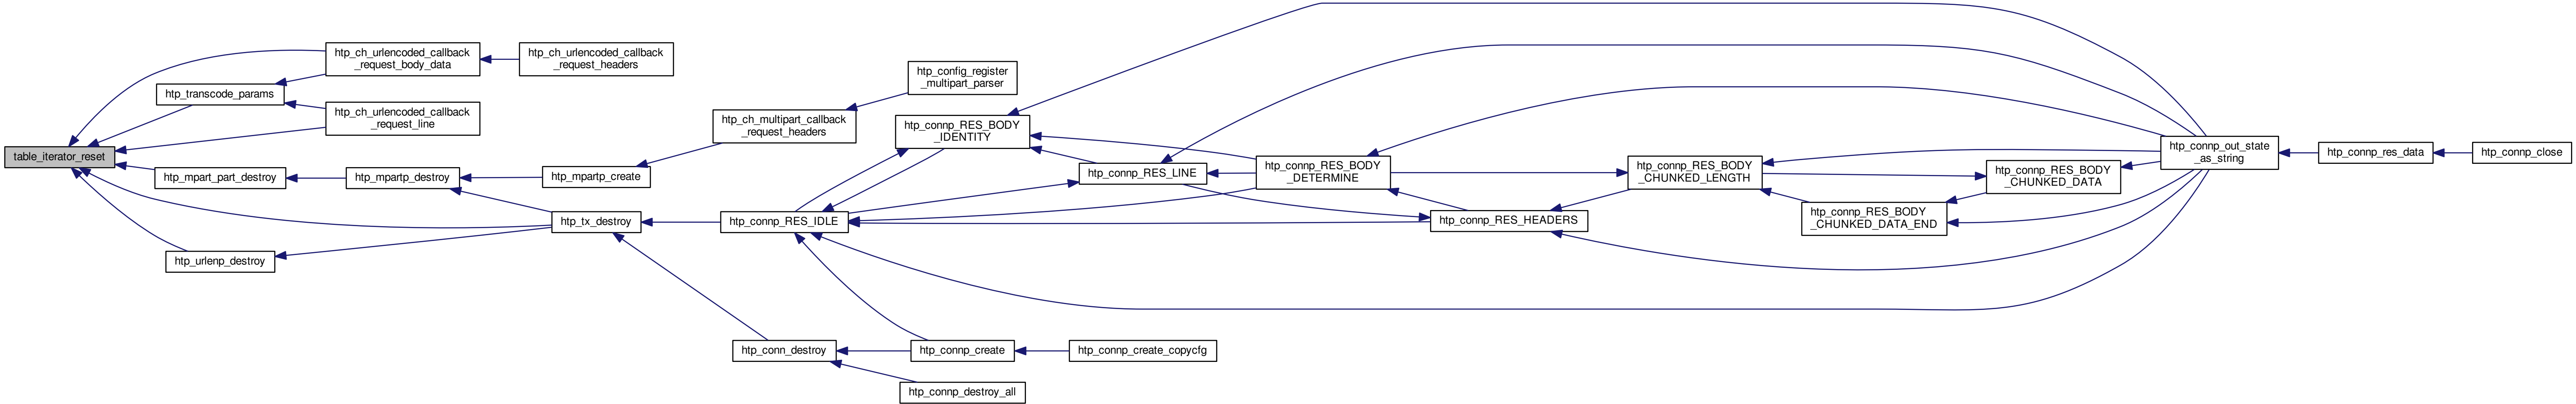 table_iterator_reset
htp_ch_urlencoded_callback
_request_body_data
htp_ch_urlencoded_callback
_request_headers
htp_transcode_params
htp_ch_urlencoded_callback
_request_line
htp_mpart_part_destroy
htp_mpartp_destroy
htp_mpartp_create
htp_ch_multipart_callback
_request_headers
htp_config_register
_multipart_parser
htp_urlenp_destroy
htp_tx_destroy
htp_connp_RES_IDLE
htp_connp_RES_BODY
_IDENTITY
htp_connp_RES_LINE
htp_connp_RES_BODY
_DETERMINE
htp_connp_RES_HEADERS
htp_connp_RES_BODY
_CHUNKED_LENGTH
htp_connp_RES_BODY
_CHUNKED_DATA_END
htp_connp_RES_BODY
_CHUNKED_DATA
htp_connp_out_state
_as_string
htp_connp_res_data
htp_connp_close
htp_conn_destroy
htp_connp_create
htp_connp_create_copycfg
htp_connp_destroy_all